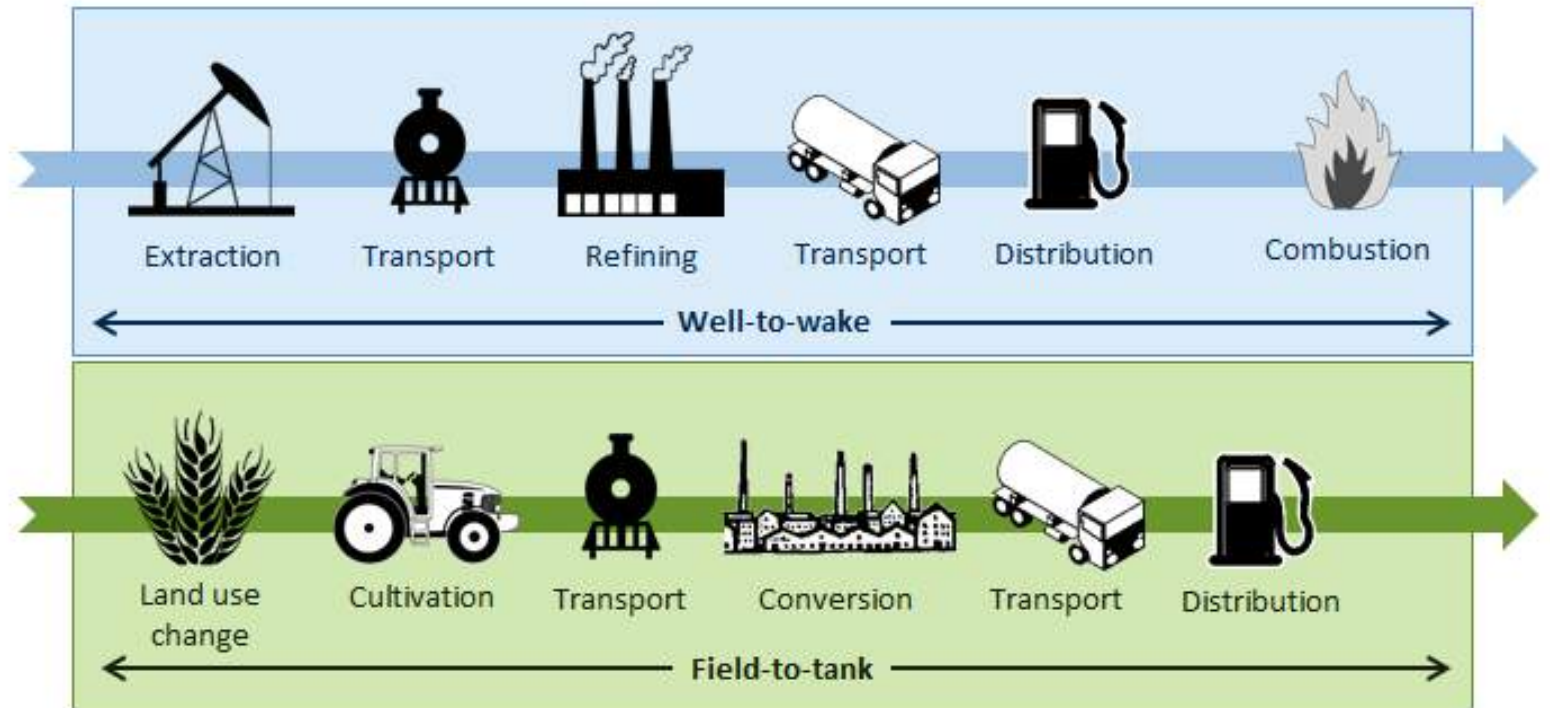 Extraction
Transport
Refining
Transport
Distribution
Combustion
Well-to-wake
Land use
change
Cultivation
Transport
Conversion
Transport
Distribution
Field-to-tank